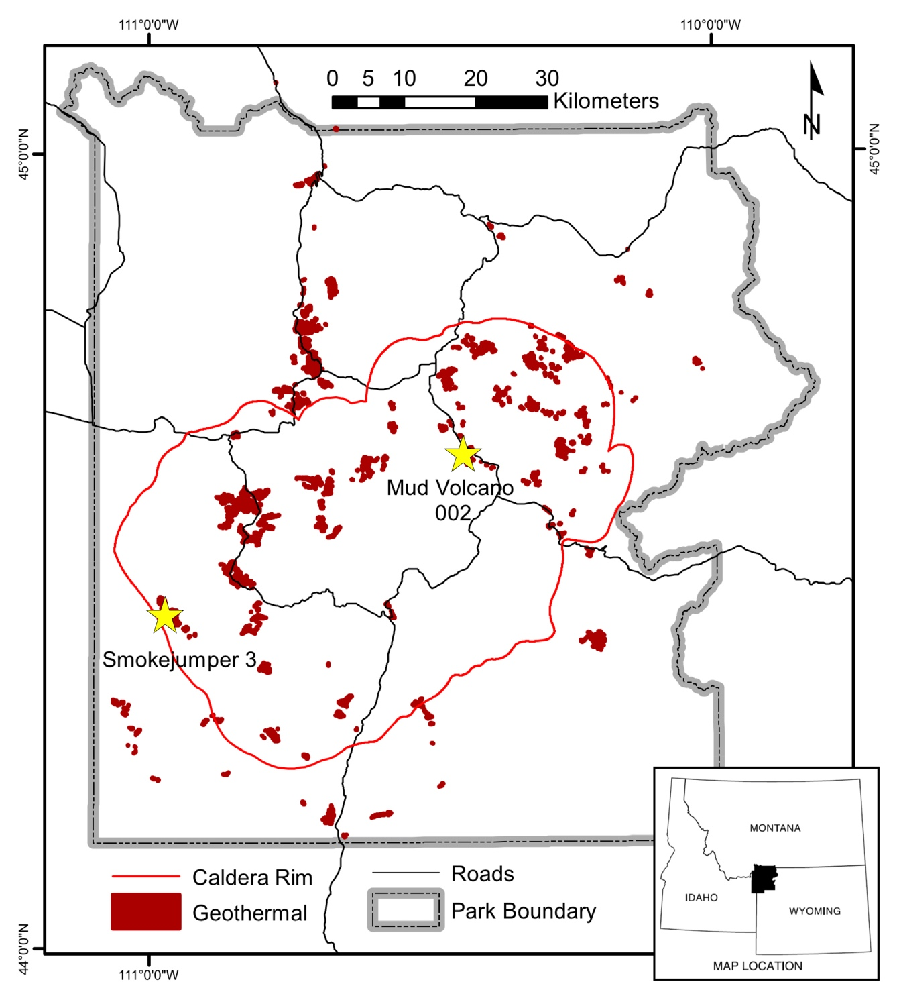 111°0'0"W 110°0'0"W
0 5 10 20 30
Kilometers
N
45°0'0"N 45°0'0"N
Mud Volcano
002
Smokejumper 3
MONTANA
IDAHO
WYOMING
MAP LOCATION
Caldera Rim Roads
Geothermal Park Boundary
44°0'0"N
111°0'0"W